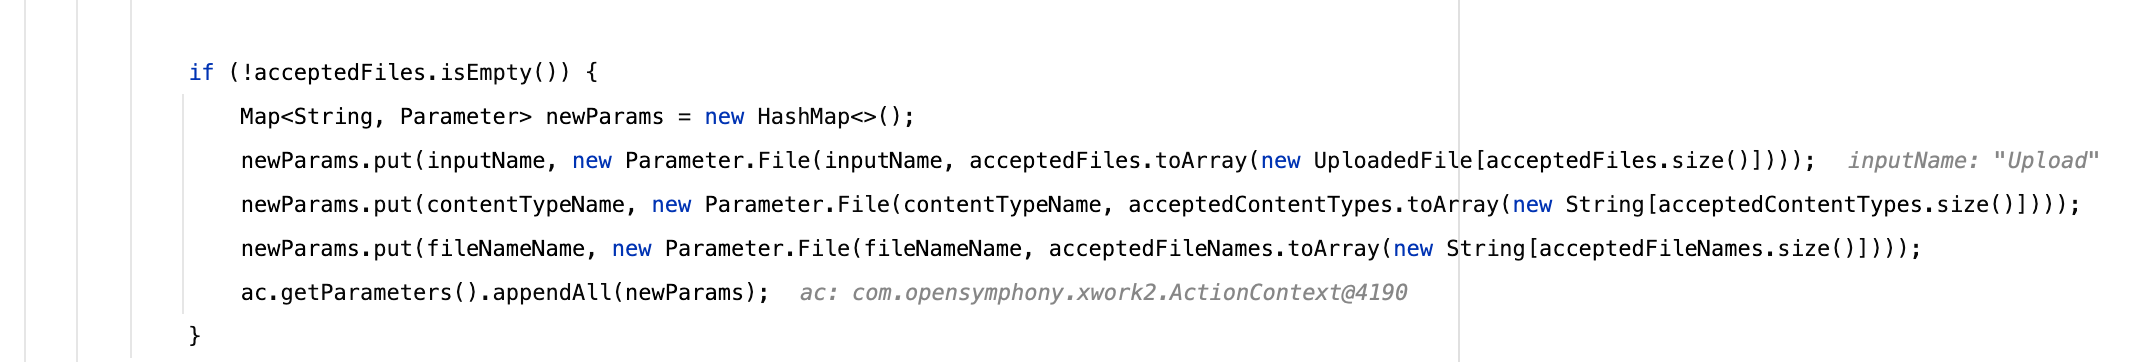 if (!acceptedFiles.isEmpty()) {
Map<String, Parameter> newParams = new HashMap<>();
newParams.put(inputName, new Parameter.File(inputName, acceptedFiles.toArray(new UploadedFile[acceptedFiles.size()])));  inputName: "Upload"
newParams.put(contentTypeName, new Parameter.File(contentTypeName, acceptedContentTypes.toArray(new String[acceptedContentTypes.size()])));
newParams.put(fileNameName, new Parameter.File(fileNameName, acceptedFileNames.toArray(new String[acceptedFileNames.size()])));
ac.getParameters().appendAll(newParams);  ac: com.opensymphony.xwork2.ActionContext@4190
}